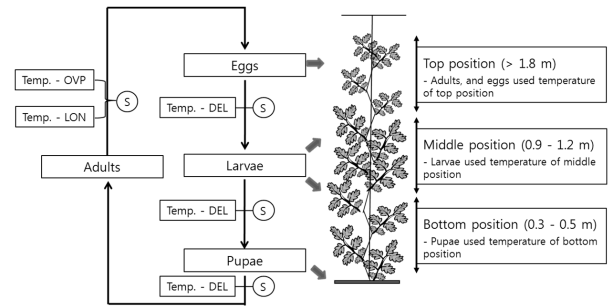 Eggs
Temp. - OVP
Temp. - LON
S
Temp. - DEL
S
Adults
Larvae
Temp. - DEL
S
Pupae
Temp. - DEL
S
Top position (> 1.8 m)
- Adults, and eggs used temperature
of top position
Middle position (0.9 - 1.2 m)
- Larvae used temperature of middle
position
Bottom position (0.3 - 0.5 m)
- Pupae used temperature of bottom
position